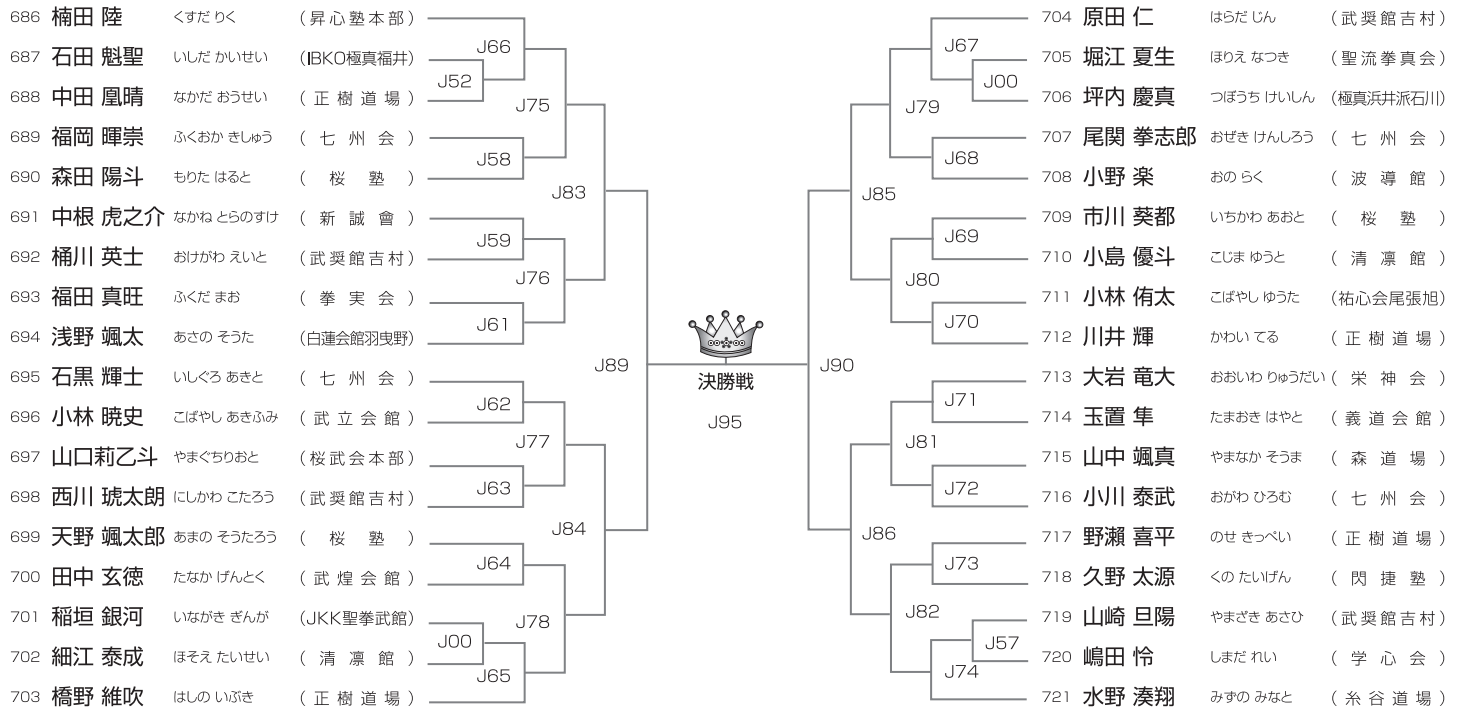 686 楠田 陸 くすだ りく (昇心塾本部)
687 石田 魁聖 いしだ かいせい (IBKO極真福井)
688 中田 凰晴 なかだ おうせい (正樹道場)
689 福岡 暉崇 ふくおか きしゅう (七州会)
690 森田 陽斗 もりた はると (桜塾)
691 中根 虎之介 なかね とらのすけ (新誠會)
692 桶川 英士 おけがわ えいと (武奨館吉村)
693 福田 真旺 ふくだ まお (拳実会)
694 浅野 颯太 あさの そうた (白蓮会館羽曳野)
695 石黒 輝士 いしぐろ あきと (七州会)
696 小林 暁史 こばやし あきふみ (武立会館)
697 山口莉乙斗 やまぐちりおと (桜武会本部)
698 西川 琥太朗 にしかわ こたろう (武奨館吉村)
699 天野 颯太郎 あまの そうたろう (桜塾)
700 田中 玄徳 たなか げんとく (武煌会館)
701 稲垣 銀河 いながき ぎんが (JKK聖拳武館)
702 細江 泰成 ほそえ たいせい (清凛館)
703 橋野 維吹 はしの いぶき (正樹道場)
J66
J52
J75
J58
J83
J59
J76
J61
J89
J62
J77
J63
J84
J64
J78
J00
J65
決勝戦
J95
J67
J00
J79
J68
J85
J69
J80
J70
J90
J71
J81
J72
J86
J73
J82
J57
J74
704 原田 仁 はらだ じん (武奨館吉村)
705 堀江 夏生 ほりえ なつき (聖流拳真会)
706 坪内 慶真 つぼうち けいしん (極真浜井派石川)
707 尾関 拳志郎 おぜき けんしろう (七州会)
708 小野 楽 おの らく (波導館)
709 市川 葵都 いちかわ あおと (桜塾)
710 小島 優斗 こじま ゆうと (清凛館)
711 小林 侑太 こばやし ゆうた (祐心会尾張旭)
712 川井 輝 かわい てる (正樹道場)
713 大岩 竜大 おおいわ りゅうだい (栄神会)
714 玉置 隼 たまおき はやと (義道会館)
715 山中 颯真 やまなか そうま (森道場)
716 小川 泰武 おがわ ひろむ (七州会)
717 野瀬 喜平 のせ きっぺい (正樹道場)
718 久野 太源 くの たいげん (閃捷塾)
719 山崎 旦陽 やまざき あさひ (武奨館吉村)
720 嶋田 怜 しまだ れい (学心会)
721 水野 湊翔 みずの みなと (糸谷道場)